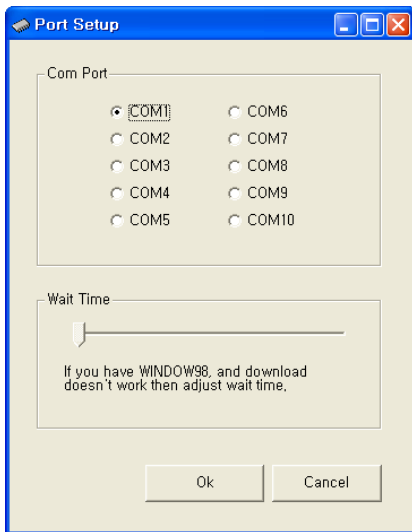 Port Setup
Com Port
COM1 COM6
COM2 COM7
COM3 COM8
COM4 COM9
COM5 COM10
Wait Time
If you have WINDOW98, and download
doesn't work then adjust wait time,
Ok Cancel